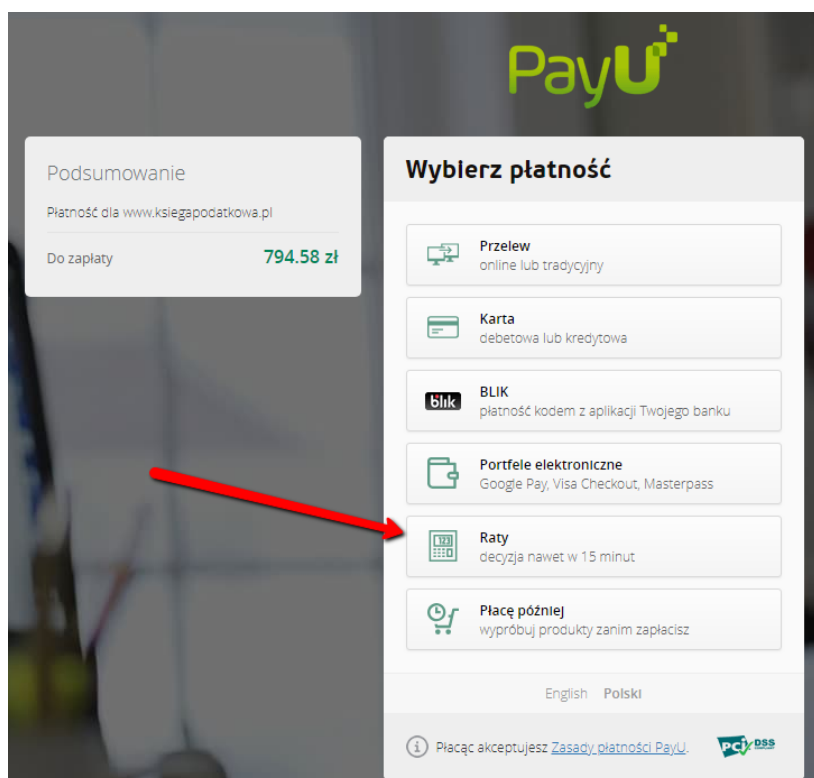 PayU
Podsumowanie
Płatność dla www.ksiegapodatkowa.pl
Do zapłaty 794.58 zł
Wybierz płatność
Przelew
online lub tradycyjny
Karta
debetowa lub kredytowa
blik
BLIK
płatność kodem z aplikacji Twojego banku
Portfele elektroniczne
Google Pay, Visa Checkout, Masterpass
123
Raty
decyzja nawet w 15 minut
Płacę później
wypróbuj produkty zanim zapłacisz
English Polski
i Płacąc akceptujesz Zasady płatności PayU. PCI DSS